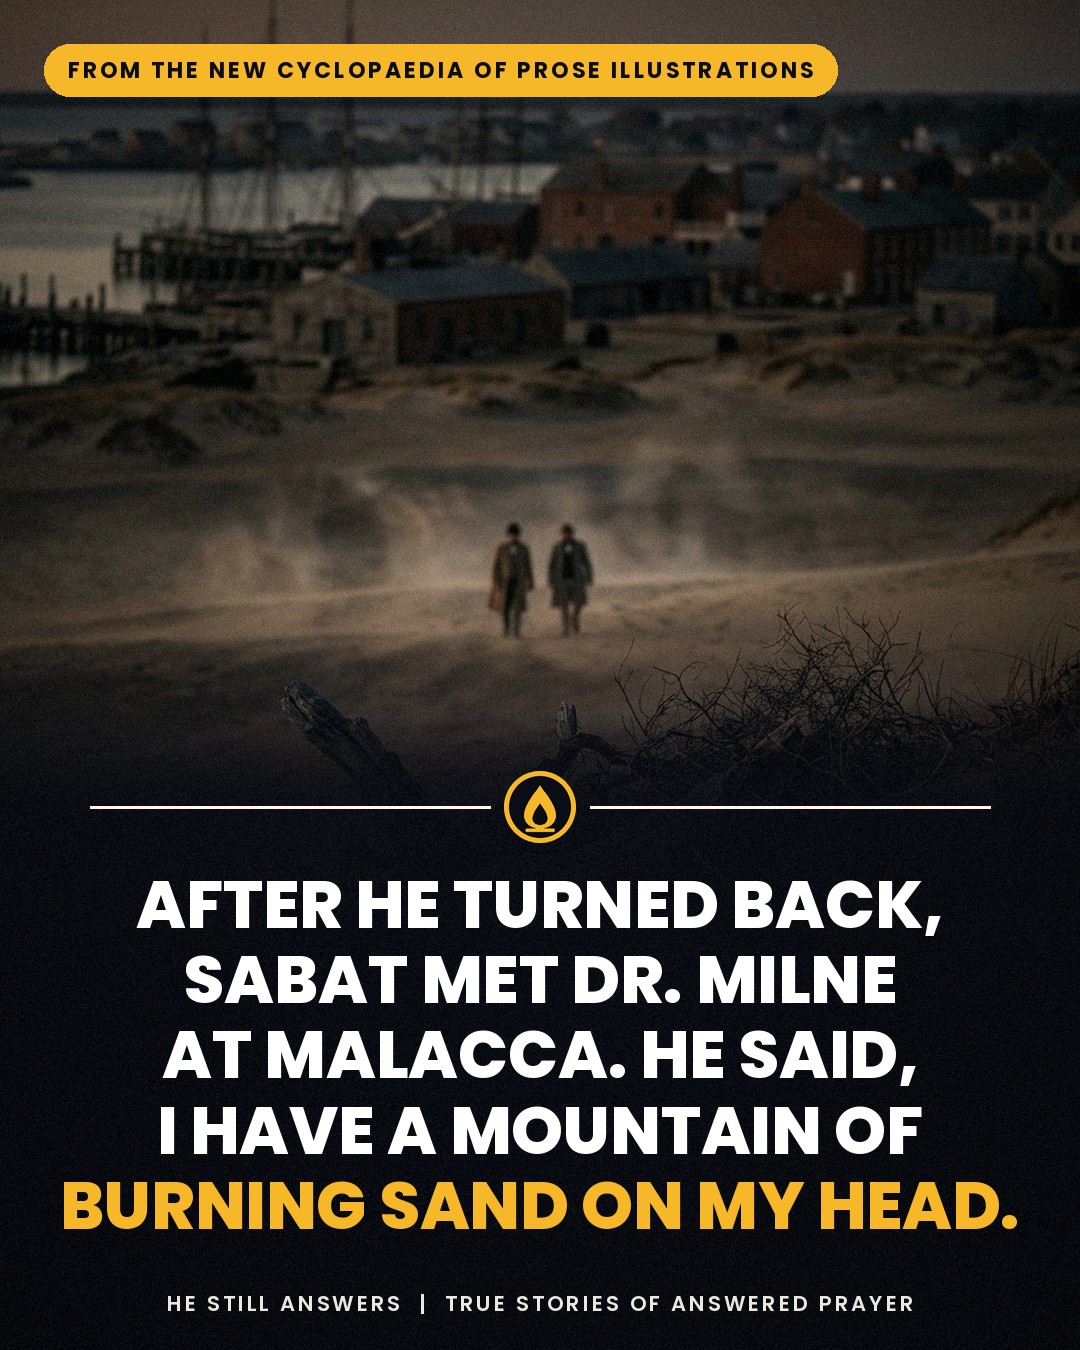 FROM THE NEW CYCLOPAEDIA OF PROSE ILLUSTRATIONS
AFTER HE TURNED BACK,
SABAT MET DR. MILNE
AT MALACCA. HE SAID,
I HAVE A MOUNTAIN OF
BURNING SAND ON MY HEAD.
HE STILL ANSWERS | TRUE STORIES OF ANSWERED PRAYER